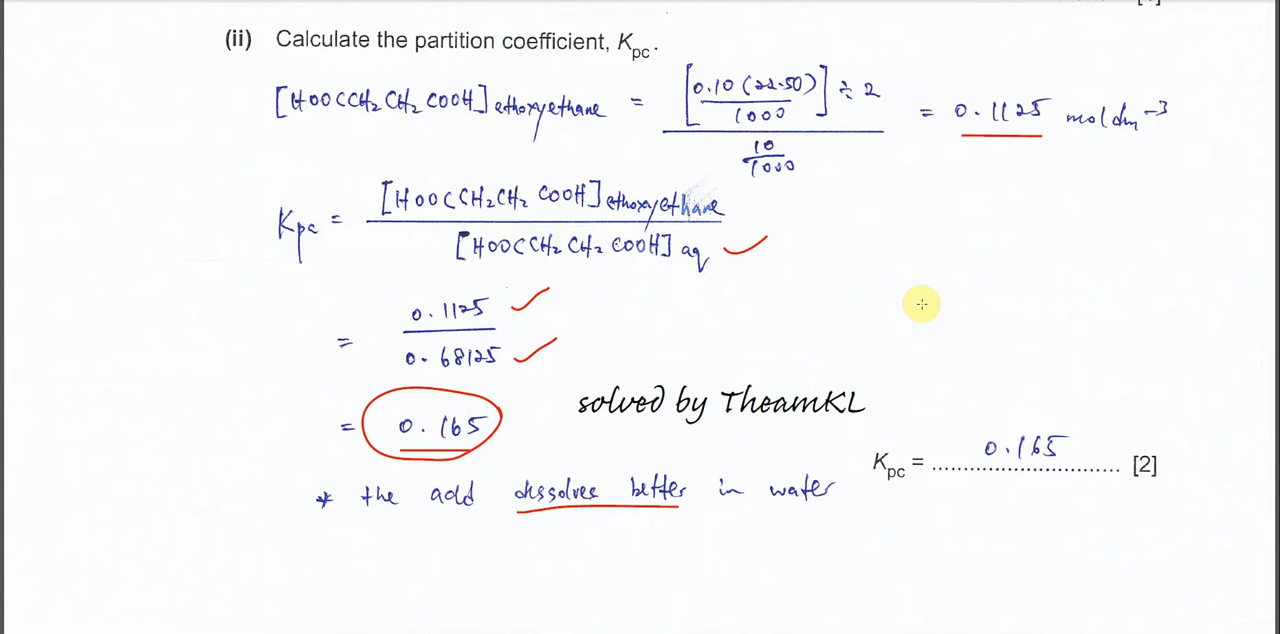 [1]
(ii) Calculate the partition coefficient, Kpc.
[HOOCCH2CH2COOH]ethoxyethane = [0.10(22.50)/1000] ÷ 2 / 10/1000 = 0.1125 mol dm-3
Kpc = [HOOCCH2CH2COOH]ethoxyethane / [HOOCCH2CH2COOH]aq ✓
= 0.1125 ✓ / 0.68125 ✓
= 0.165
solved by TheamKL
Kpc = 0.165 [2]
* the acid dissolves better in water